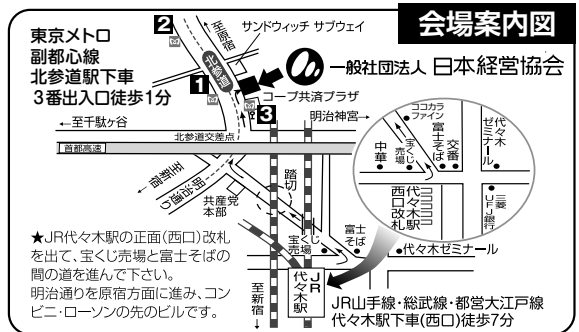 会場案内図
東京メトロ
副都心線
北参道駅下車
3番出入口徒歩1分
2
至原宿
サンドウィッチ サブウェイ
北参道
1
一般社団法人 日本経営協会
コープ共済プラザ
3
←至千駄ヶ谷
明治神宮→
北参道交差点
首都高速
至新宿
明治通り
共産党
本部
踏切
ココカラ
ファイン
代々木
ゼミナール
中華
宝くじ
売場
富士そば
交番
代々木駅
西口改札
三菱
UFJ銀行
★JR代々木駅の正面(西口)改札
を出て、宝くじ売場と富士そばの
間の道を進んで下さい。
明治通りを原宿方面に進み、コン
ビニ・ローソンの先のビルです。
宝くじ
売場
富士
そば
代々木ゼミナール
至新宿
JR
代々木駅
JR山手線・総武線・都営大江戸線
代々木駅下車(西口)徒歩7分